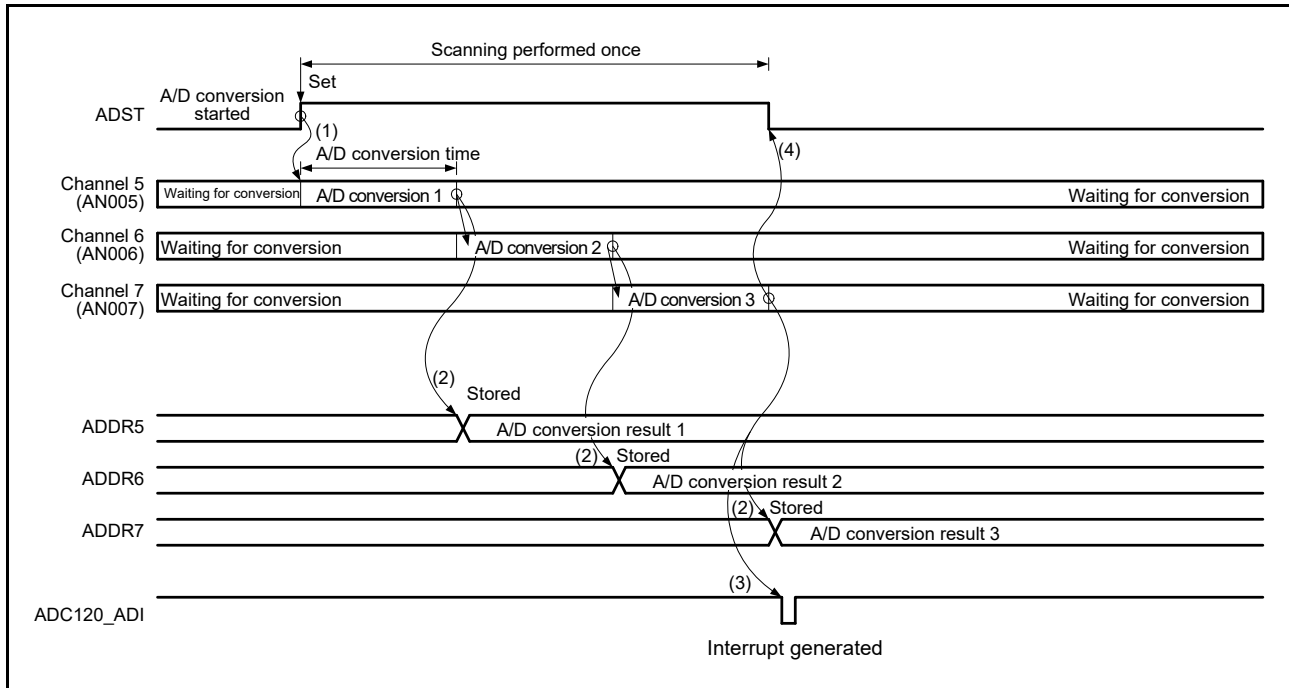 Scanning performed once
Set
A/D conversion
started
ADST
(1)
(4)
A/D conversion time
Channel 5
(AN005)
Waiting for conversion
A/D conversion 1
Waiting for conversion
Channel 6
(AN006)
Waiting for conversion
A/D conversion 2
Waiting for conversion
Channel 7
(AN007)
Waiting for conversion
A/D conversion 3
Waiting for conversion
(2)
Stored
ADDR5
A/D conversion result 1
(2)
Stored
ADDR6
A/D conversion result 2
(2)
Stored
ADDR7
A/D conversion result 3
(3)
ADC120_ADI
Interrupt generated